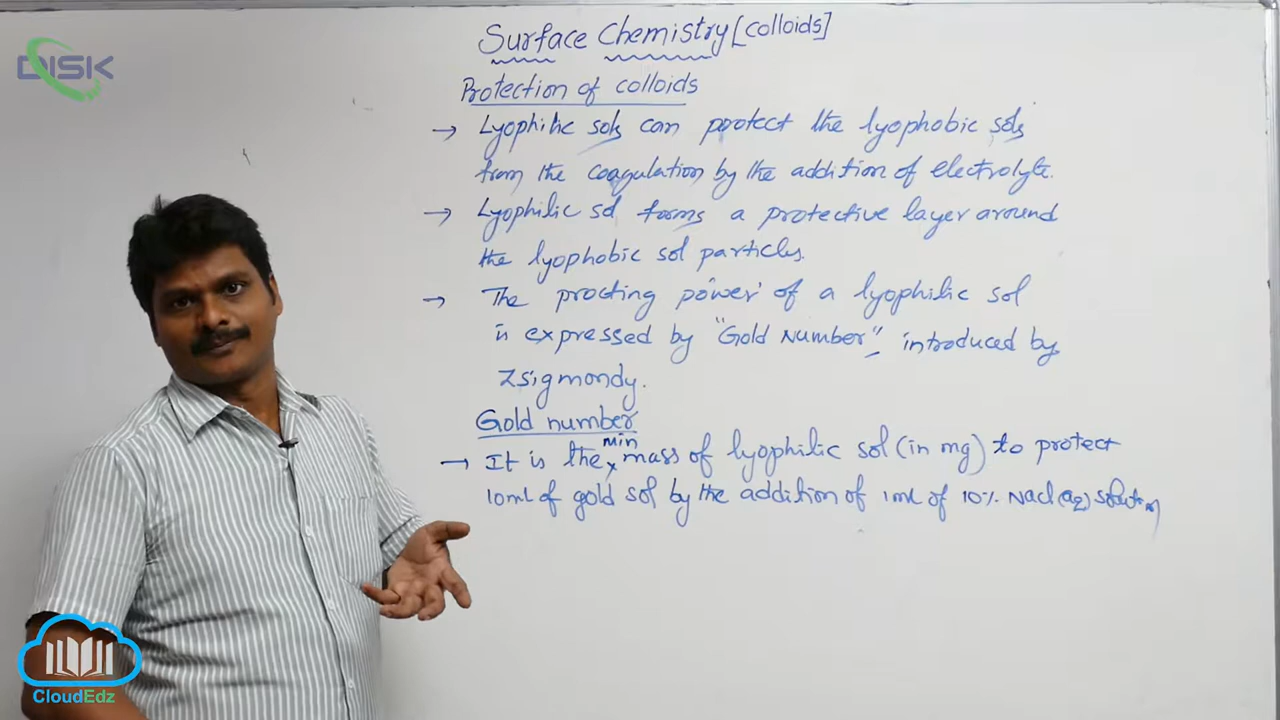 DISK
Surface Chemistry [colloids]
Protection of colloids
→ Lyophilic sols can protect the lyophobic sols
from the coagulation by the addition of electrolyte.
→ Lyophilic sol forms a protective layer around
the lyophobic sol particles.
→ The procting power of a lyophilic sol
is expressed by "Gold Number", introduced by
Zsigmondy.
Gold number
min
→ It is the mass of lyophilic sol (in mg) to protect
10ml of gold sol by the addition of 1ml of 10% Nacl(aq) solution
CloudEdz